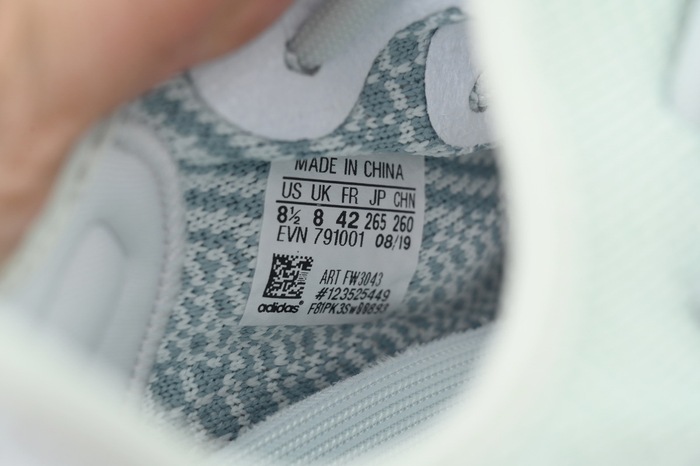 MADE IN CHINA
US UK FR JP CHN
8½ 8 42 265 260
EVN 791001 08/19
ART FW3043
#123525449
adidas®